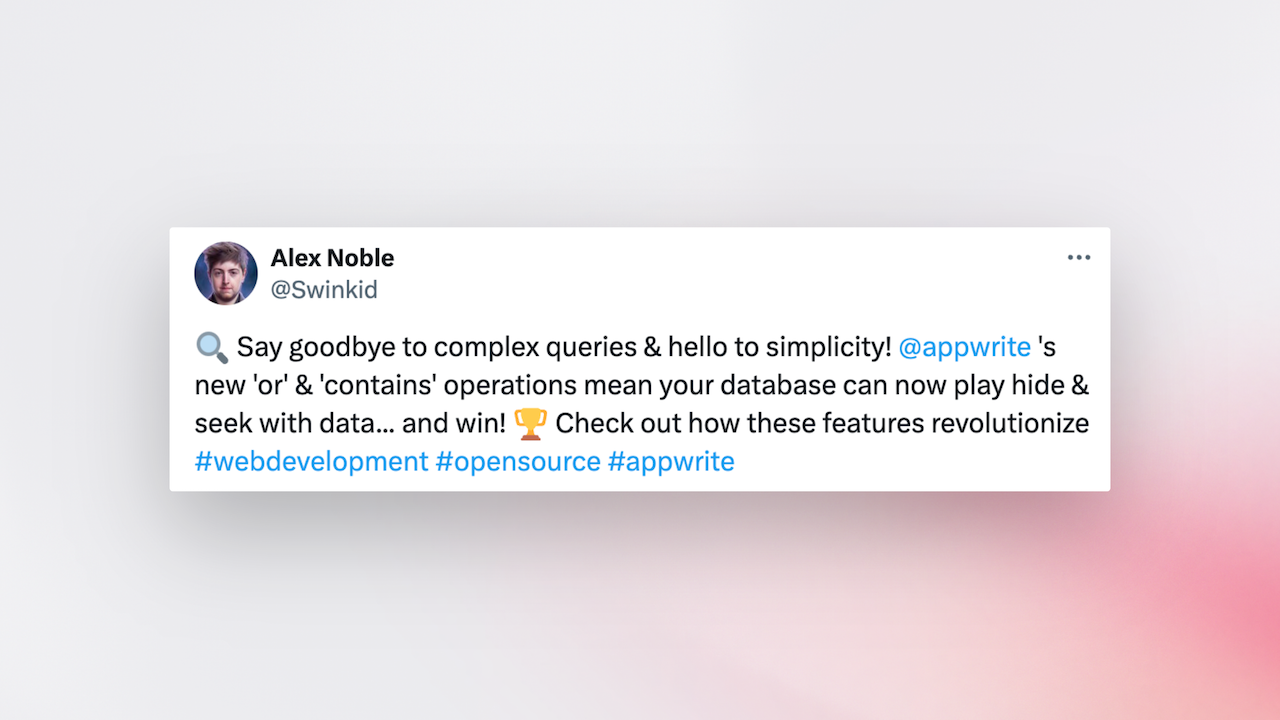 Alex Noble
@Swinkid
🔍 Say goodbye to complex queries & hello to simplicity! @appwrite 's
new 'or' & 'contains' operations mean your database can now play hide &
seek with data... and win! 🏆 Check out how these features revolutionize
#webdevelopment #opensource #appwrite